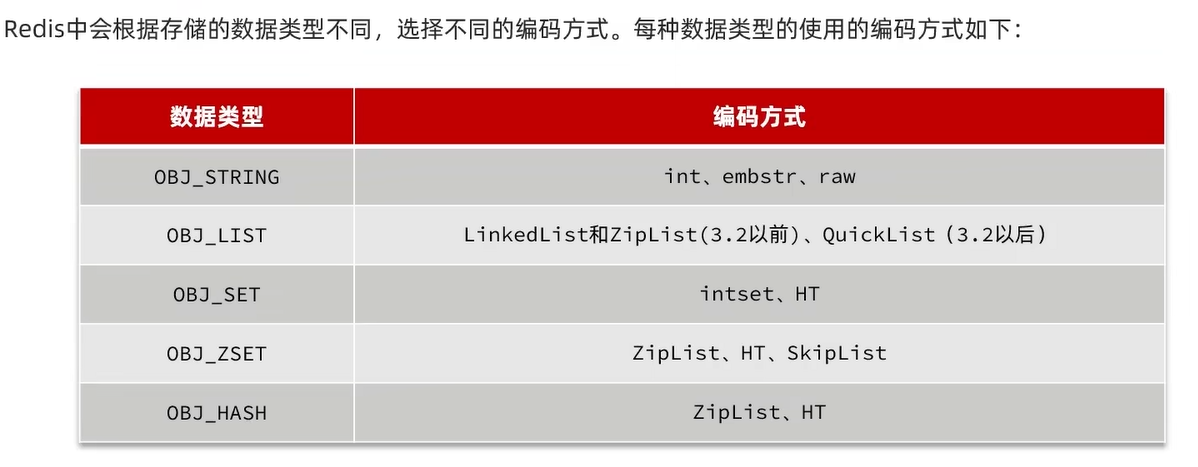 Redis中会根据存储的数据类型不同，选择不同的编码方式。每种数据类型的使用的编码方式如下：
数据类型 编码方式
OBJ_STRING int、embstr、raw
OBJ_LIST LinkedList和ZipList(3.2以前)、QuickList（3.2以后）
OBJ_SET intset、HT
OBJ_ZSET ZipList、HT、SkipList
OBJ_HASH ZipList、HT